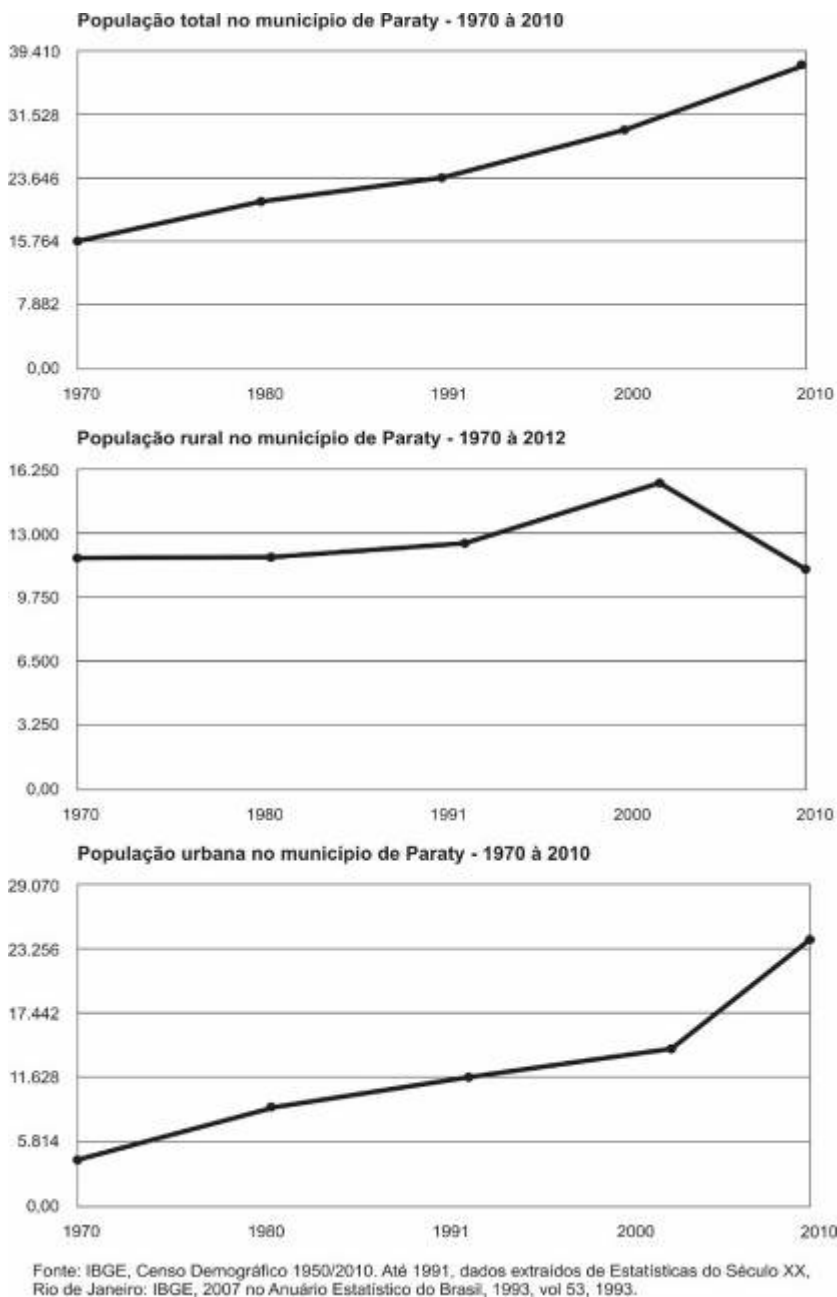 População total no município de Paraty - 1970 à 2010
39.410
31.528
23.646
15.764
7.882
0,00
1970 1980 1991 2000 2010
População rural no município de Paraty - 1970 à 2012
16.250
13.000
9.750
6.500
3.250
0,00
1970 1980 1991 2000 2010
População urbana no município de Paraty - 1970 à 2010
29.070
23.256
17.442
11.628
5.814
0,00
1970 1980 1991 2000 2010
Fonte: IBGE, Censo Demográfico 1950/2010. Até 1991, dados extraídos de Estatísticas do Século XX,
Rio de Janeiro: IBGE, 2007 no Anuário Estatístico do Brasil, 1993, vol 53, 1993.